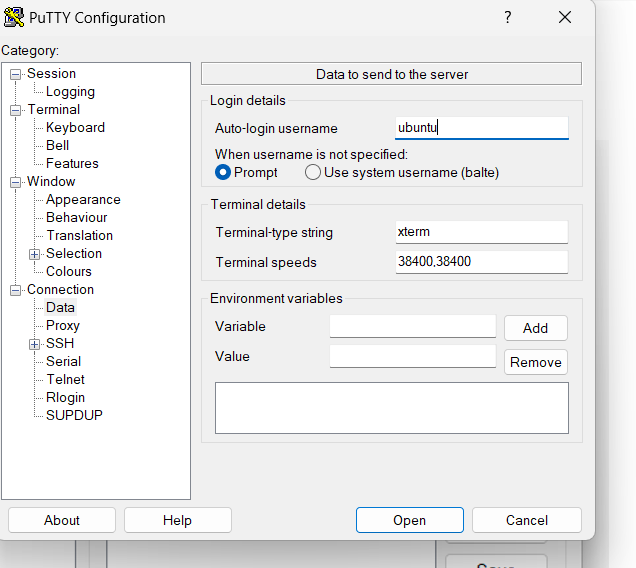 PuTTY Configuration
?
Category:
Session
Logging
Terminal
Keyboard
Bell
Features
Window
Appearance
Behaviour
Translation
Selection
Colours
Connection
Data
Proxy
SSH
Serial
Telnet
Rlogin
SUPDUP
Data to send to the server
Login details
Auto-login username ubuntu
When username is not specified:
Prompt Use system username (balte)
Terminal details
Terminal-type string xterm
Terminal speeds 38400,38400
Environment variables
Variable Add
Value Remove
About Help Open Cancel